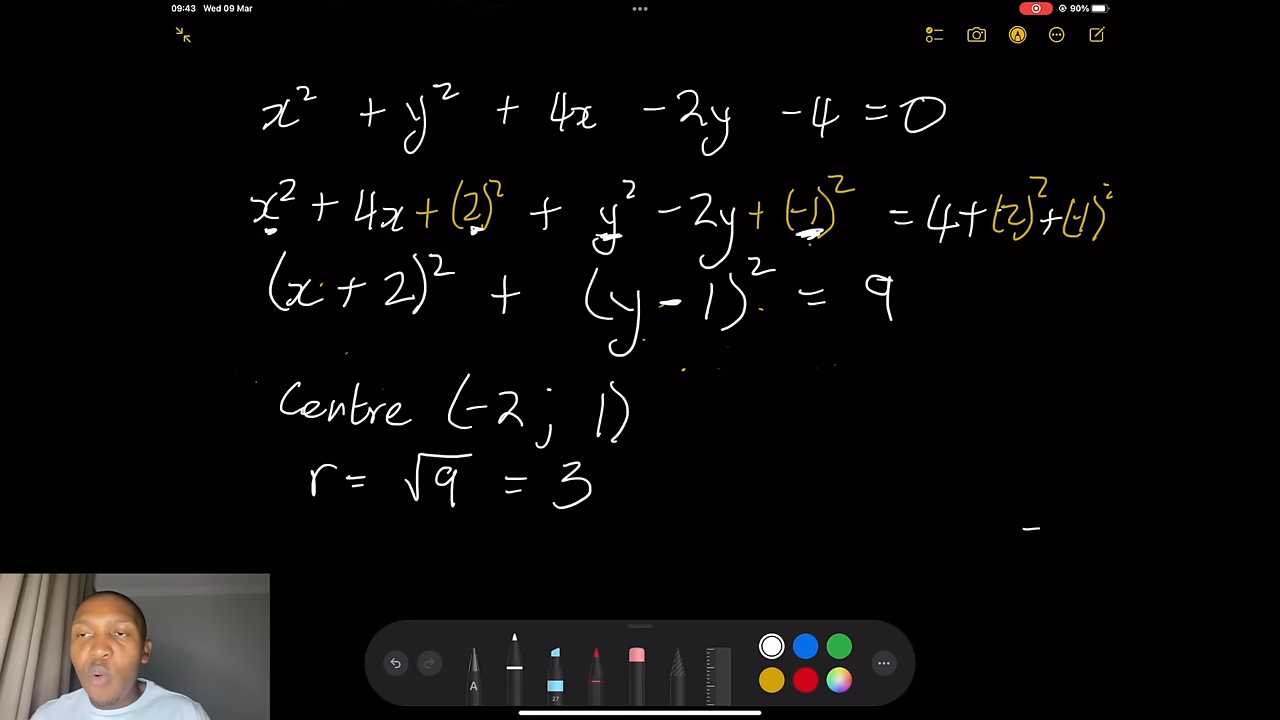 09:43 Wed 09 Mar
90%
x² + y² + 4x - 2y - 4 = 0
x² + 4x + (2)² + y² - 2y + (-1)² = 4 + (2)² + (-1)²
(x + 2)² + (y - 1)² = 9
Centre (-2; 1)
r = √9 = 3
A
27